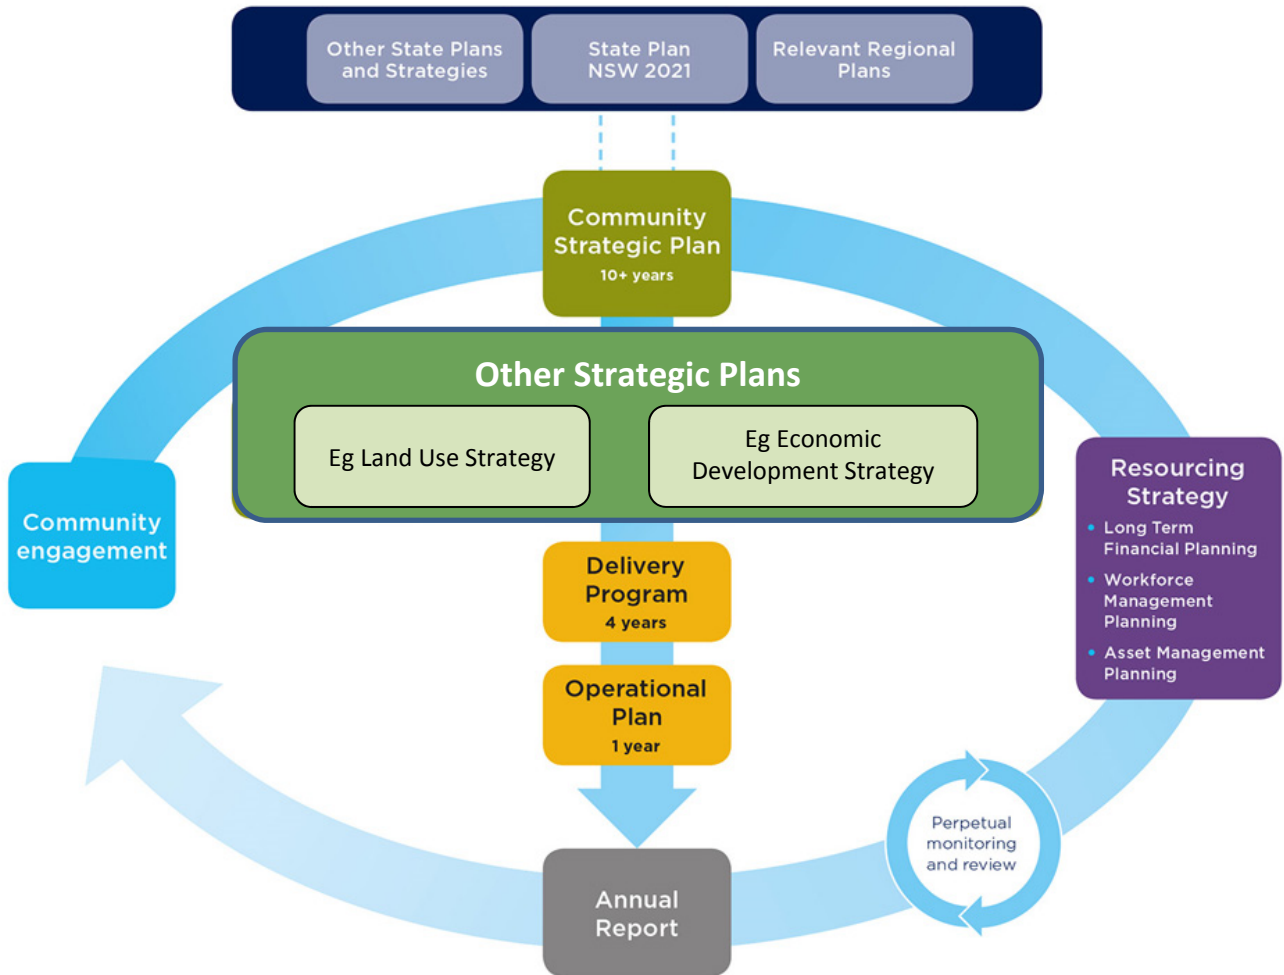 Other State Plans
and Strategies
State Plan
NSW 2021
Relevant Regional
Plans
Community
Strategic Plan
10+ years
Other Strategic Plans
Eg Land Use Strategy
Eg Economic
Development Strategy
Community
engagement
Resourcing
Strategy
• Long Term
Financial Planning
• Workforce
Management
Planning
• Asset Management
Planning
Delivery
Program
4 years
Operational
Plan
1 year
Perpetual
monitoring
and review
Annual
Report